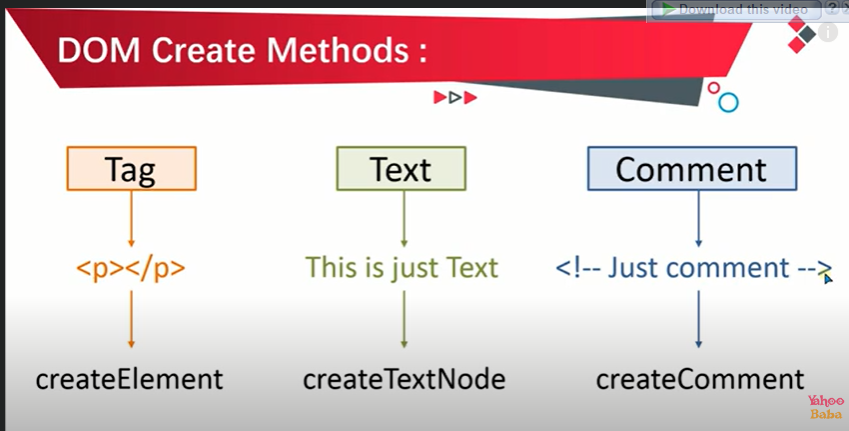 Download this video
DOM Create Methods :
Tag
Text
Comment
<p></p>
This is just Text
<!-- Just comment -->
createElement
createTextNode
createComment
Yahoo
Baba